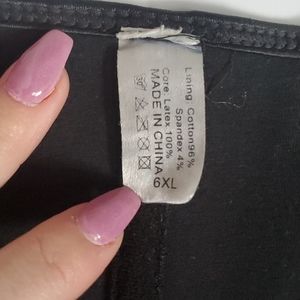 Lining: Cotton96%
Spandex 4%
Core: Latex 100%
MADE IN CHINA
6XL